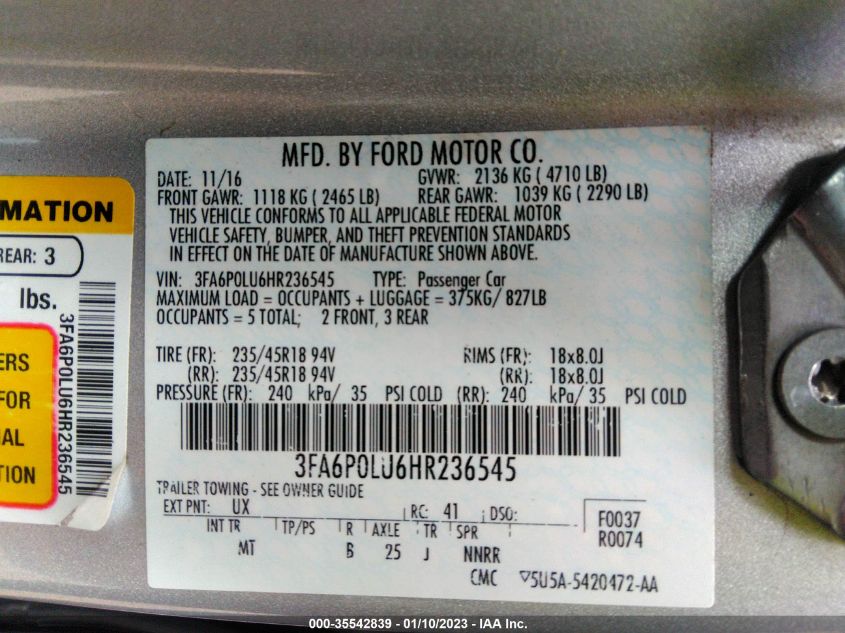 MFD. BY FORD MOTOR CO.
DATE: 11/16 GVWR: 2136 KG ( 4710 LB)
FRONT GAWR: 1118 KG ( 2465 LB) REAR GAWR: 1039 KG ( 2290 LB)
THIS VEHICLE CONFORMS TO ALL APPLICABLE FEDERAL MOTOR
VEHICLE SAFETY, BUMPER, AND THEFT PREVENTION STANDARDS
IN EFFECT ON THE DATE OF MANUFACTURE SHOWN ABOVE.
VIN: 3FA6P0LU6HR236545 TYPE: Passenger Car
MAXIMUM LOAD = OCCUPANTS + LUGGAGE = 375KG/ 827LB
OCCUPANTS = 5 TOTAL; 2 FRONT, 3 REAR
TIRE (FR): 235/45R18 94V RIMS (FR): 18x8.0J
(RR): 235/45R18 94V (RR): 18x8.0J
PRESSURE (FR): 240 kPa/ 35 PSI COLD (RR): 240 kPa/ 35 PSI COLD
3FA6P0LU6HR236545
TRAILER TOWING - SEE OWNER GUIDE
EXT PNT: UX RC: 41 DSO: F0037
INT TR TP/PS R AXLE TR SPR R0074
MT B 25 J NNRR
CMC ▽5U5A-5420472-AA
MATION
REAR: 3
lbs.
3FA6P0LU6HR236545
ERS
FOR
IAL
TION
000-35542839 - 01/10/2023 - IAA Inc.